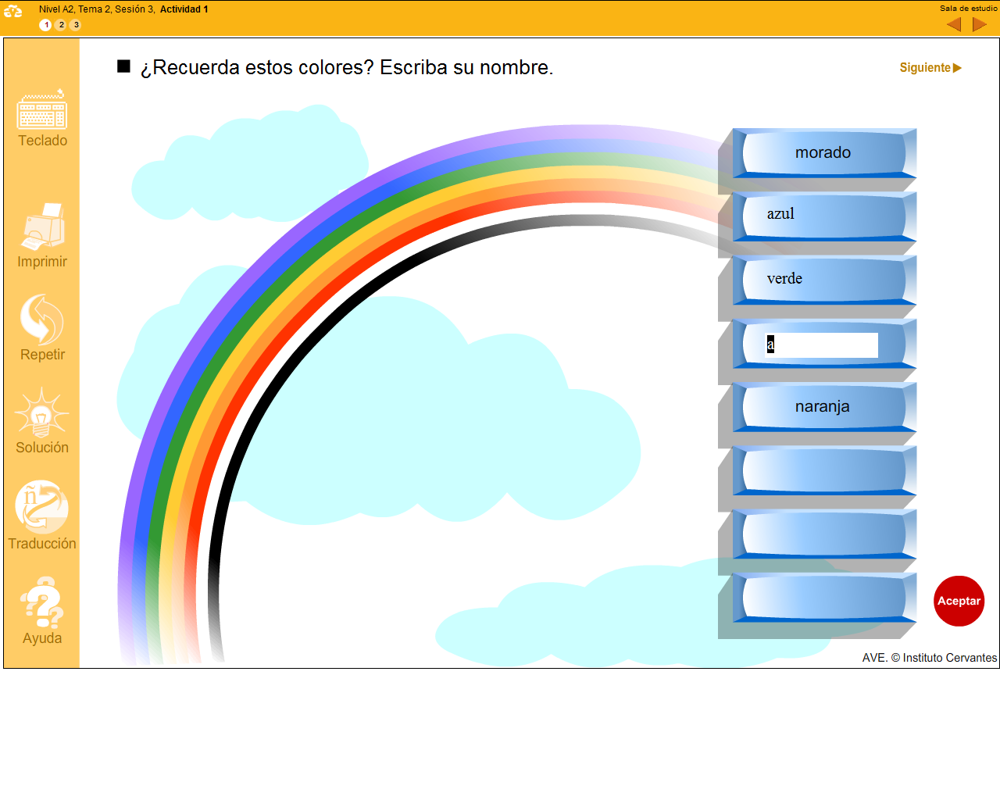 Nivel A2, Tema 2, Sesión 3, Actividad 1
Sala de estudio
1 2 3
¿Recuerda estos colores? Escriba su nombre.
Siguiente
Teclado
Imprimir
Repetir
Solución
ñ
Traducción
Ayuda
morado
azul
verde
a
naranja
Aceptar
AVE. © Instituto Cervantes